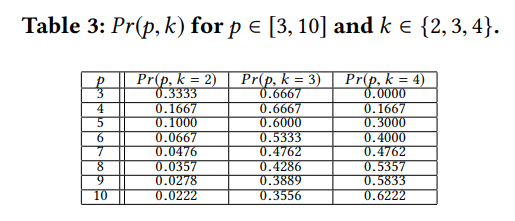 Table 3: Pr(p, k) for p ∈ [3, 10] and k ∈ {2, 3, 4}.
p Pr(p, k = 2) Pr(p, k = 3) Pr(p, k = 4)
3 0.3333 0.6667 0.0000
4 0.1667 0.6667 0.1667
5 0.1000 0.6000 0.3000
6 0.0667 0.5333 0.4000
7 0.0476 0.4762 0.4762
8 0.0357 0.4286 0.5357
9 0.0278 0.3889 0.5833
10 0.0222 0.3556 0.6222